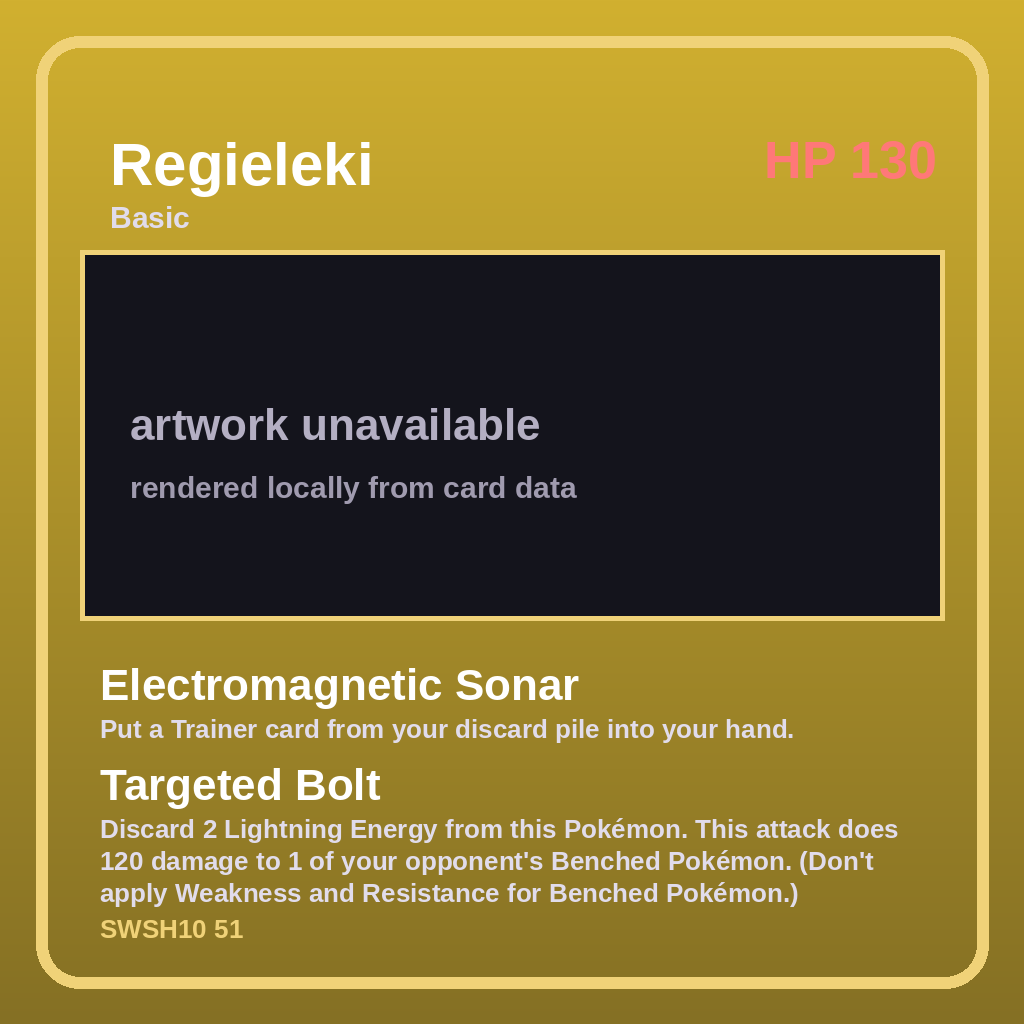 Regieleki
HP 130
Basic
artwork unavailable
rendered locally from card data
Electromagnetic Sonar
Put a Trainer card from your discard pile into your hand.
Targeted Bolt
Discard 2 Lightning Energy from this Pokémon. This attack does
120 damage to 1 of your opponent's Benched Pokémon. (Don't
apply Weakness and Resistance for Benched Pokémon.)
SWSH10 51